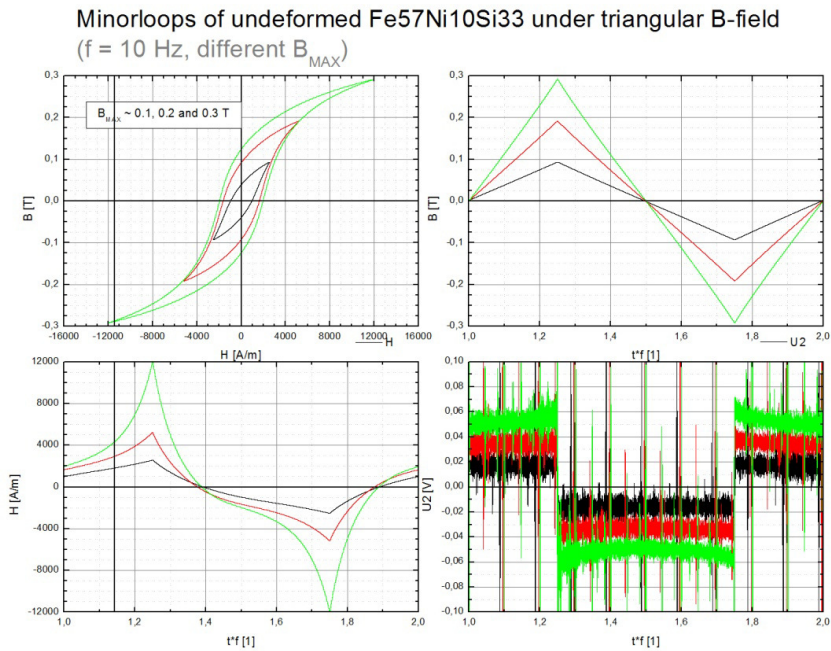 Minorloops of undeformed Fe57Ni10Si33 under triangular B-field
(f = 10 Hz, different BMAX)
0,3
0,2
0,1
0,0
-0,1
-0,2
0,3
B [T]
BMAX ~ 0.1, 0.2 and 0.3 T
-16000 -12000 -8000 -4000 0 4000 8000 12000 16000
H
H [A/m]
0,3
0,2
0,1
0,0
-0,1
-0,2
-0,3
B [T]
1,0 1,2 1,4 1,6 1,8 2,0
U2
t*f [1]
12000
8000
4000
0
-4000
-8000
-12000
H [A/m]
1,0 1,2 1,4 1,6 1,8 2,0
t*f [1]
0,10
0,08
0,06
0,04
0,02
0,00
-0,02
-0,04
-0,06
-0,08
-0,10
U2 [V]
1,0 1,2 1,4 1,6 1,8 2,0
t*f [1]